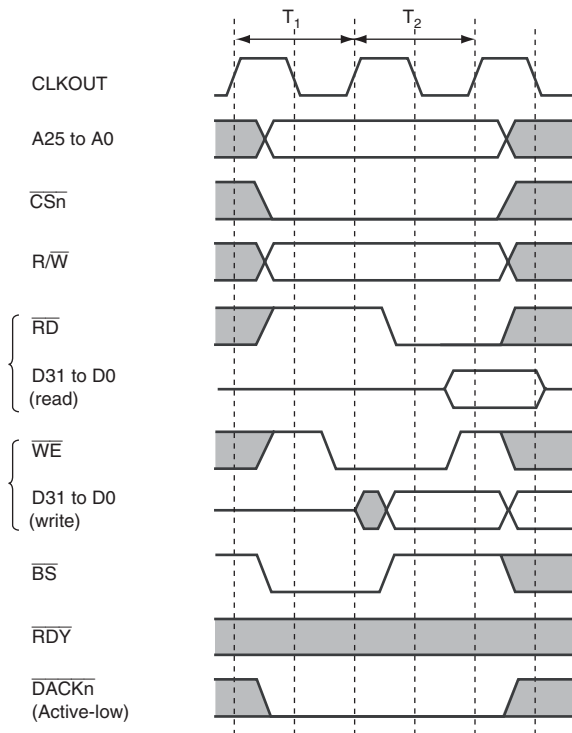 T1 T2
CLKOUT
A25 to A0
CSn
R/W
RD
D31 to D0
(read)
WE
D31 to D0
(write)
BS
RDY
DACKn
(Active-low)